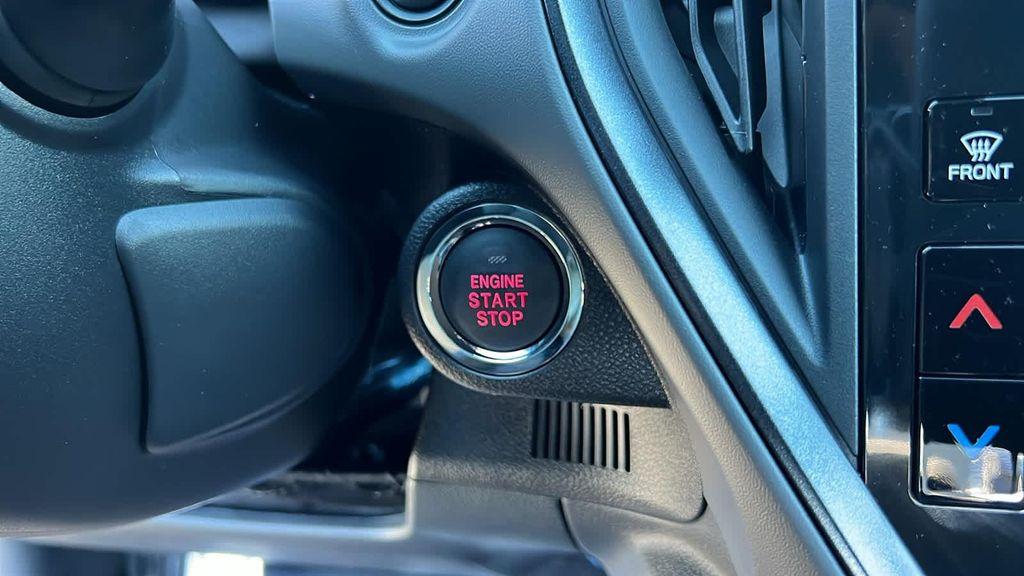 ENGINE
START
STOP
FRONT